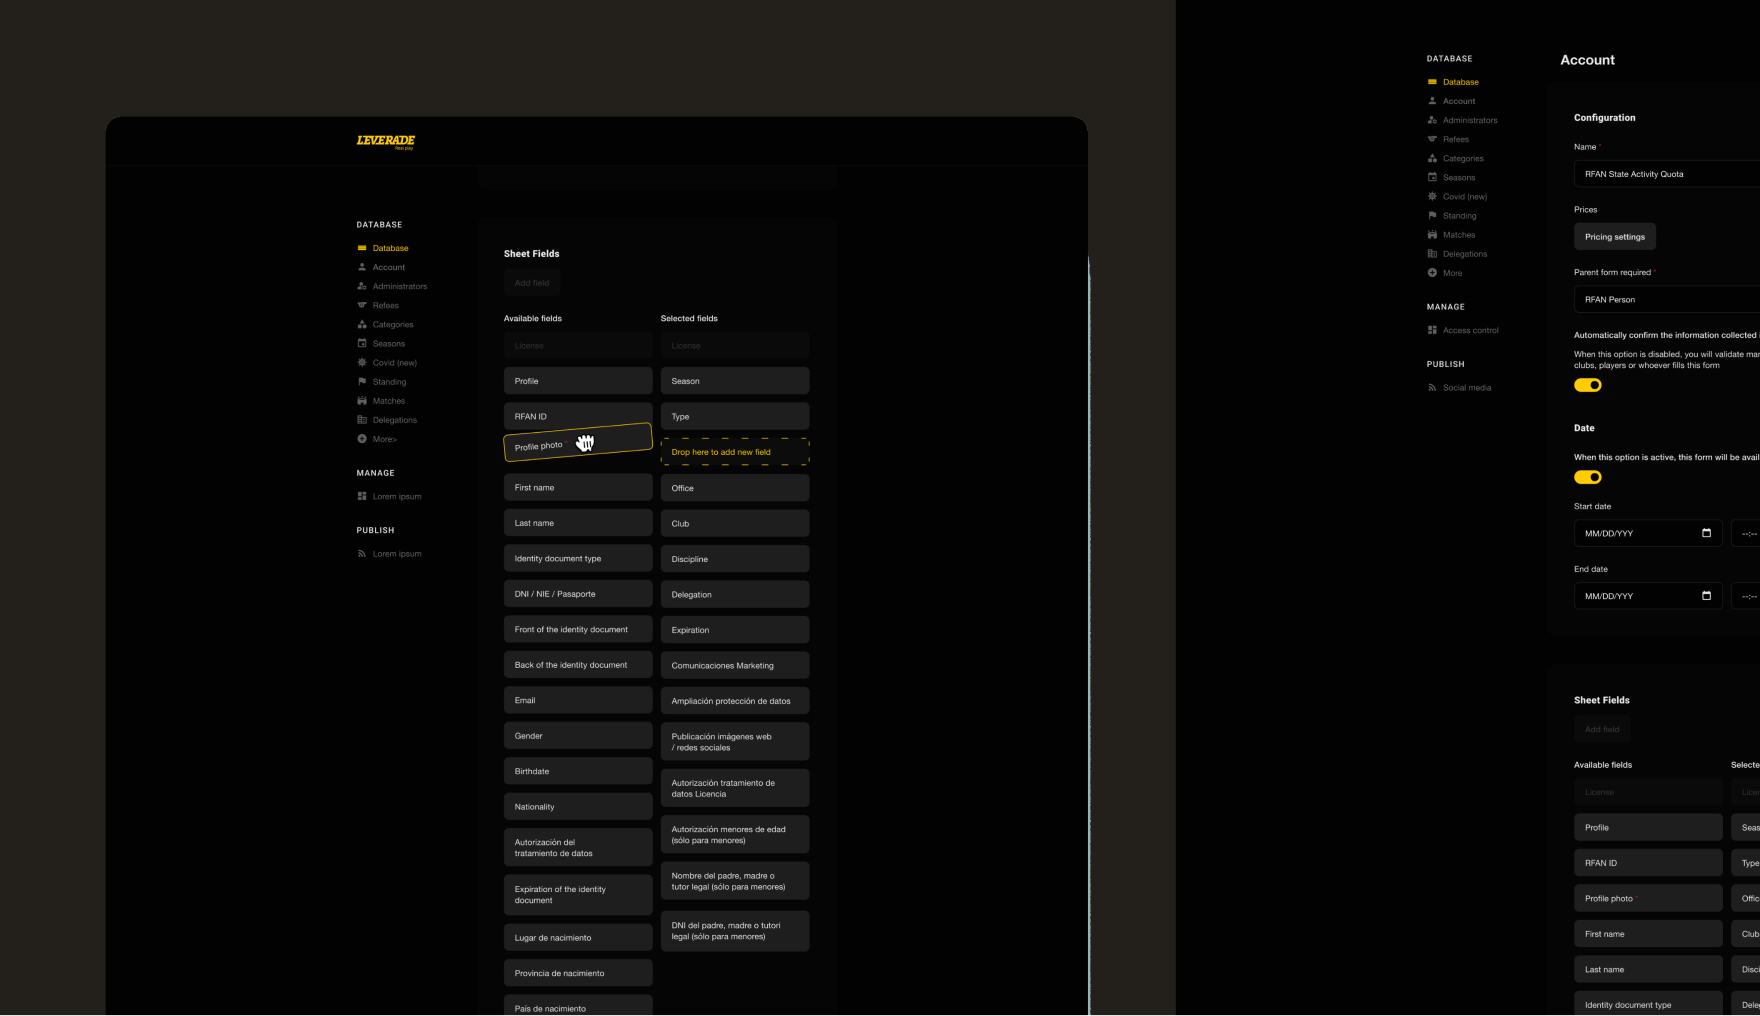 LEVERADE
Real play
DATABASE
Database
Account
Administrators
Refees
Categories
Seasons
Covid (new)
Standing
Matches
Delegations
More>
MANAGE
Lorem ipsum
PUBLISH
Lorem ipsum
Sheet Fields
Add field
Available fields
License
Profile
RFAN ID
Profile photo *
First name
Last name
Identity document type
DNI / NIE / Pasaporte
Front of the identity document
Back of the identity document
Email
Gender
Birthdate
Nationality
Autorización del
tratamiento de datos
Expiration of the identity
document
Lugar de nacimiento
Provincia de nacimiento
País de nacimiento
Selected fields
License
Season
Type
Drop here to add new field
Office
Club
Discipline
Delegation
Expiration
Comunicaciones Marketing
Ampliación protección de datos
Publicación imágenes web
/ redes sociales
Autorización tratamiento de
datos Licencia
Autorización menores de edad
(sólo para menores)
Nombre del padre, madre o
tutor legal (sólo para menores)
DNI del padre, madre o tutori
legal (sólo para menores)
DATABASE
Database
Account
Administrators
Refees
Categories
Seasons
Covid (new)
Standing
Matches
Delegations
More
MANAGE
Access control
PUBLISH
Social media
Account
Configuration
Name *
RFAN State Activity Quota
Prices
Pricing settings
Parent form required *
RFAN Person
Automatically confirm the information collected
When this option is disabled, you will validate
clubs, players or whoever fills this form
Date
When this option is active, this form will be
Start date
MM/DD/YYY
--:--
End date
MM/DD/YYY
--:--
Sheet Fields
Add field
Available fields
License
Profile
RFAN ID
Profile photo *
First name
Last name
Identity document type
Type
Club